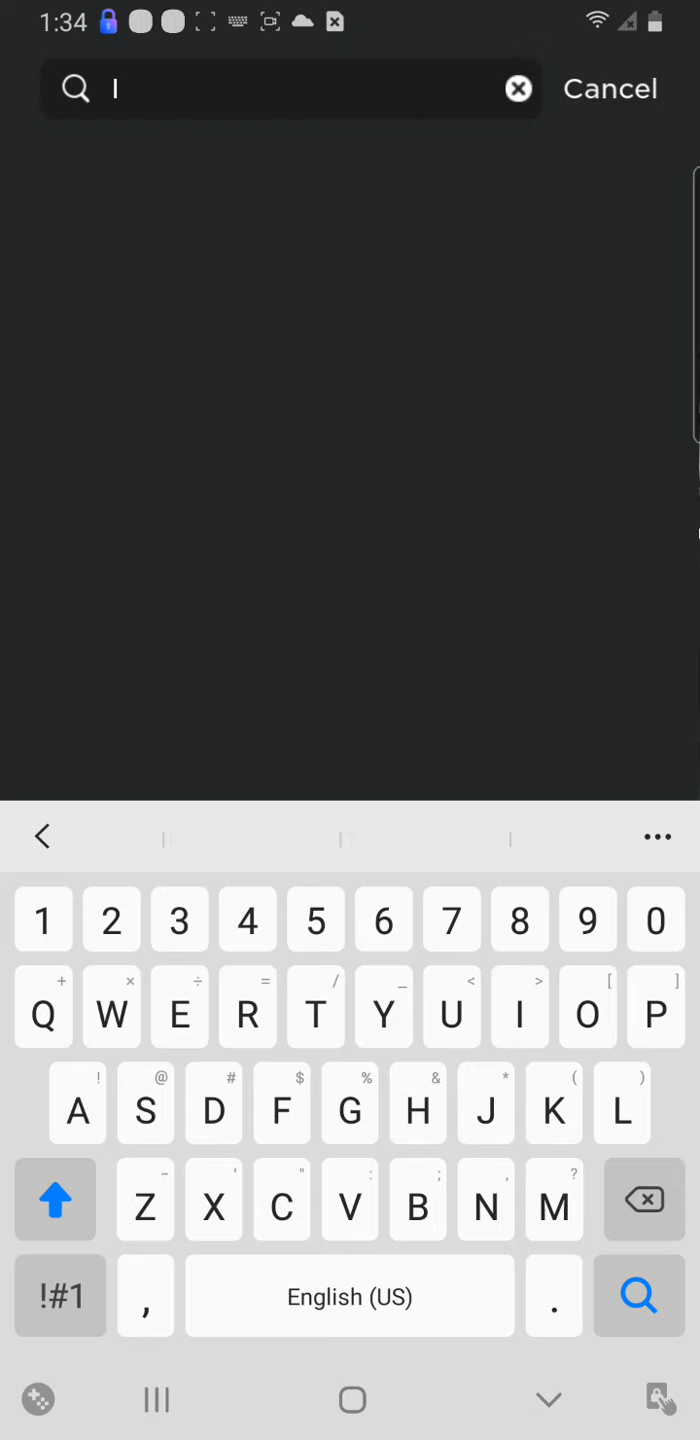 1:34
Cancel
1 2 3 4 5 6 7 8 9 0
+ × ÷ = / _ < > [ ]
Q W E R T Y U I O P
! @ # $ % & * ( )
A S D F G H J K L
- ' " : ; , ?
Z X C V B N M
!#1 , English (US) .